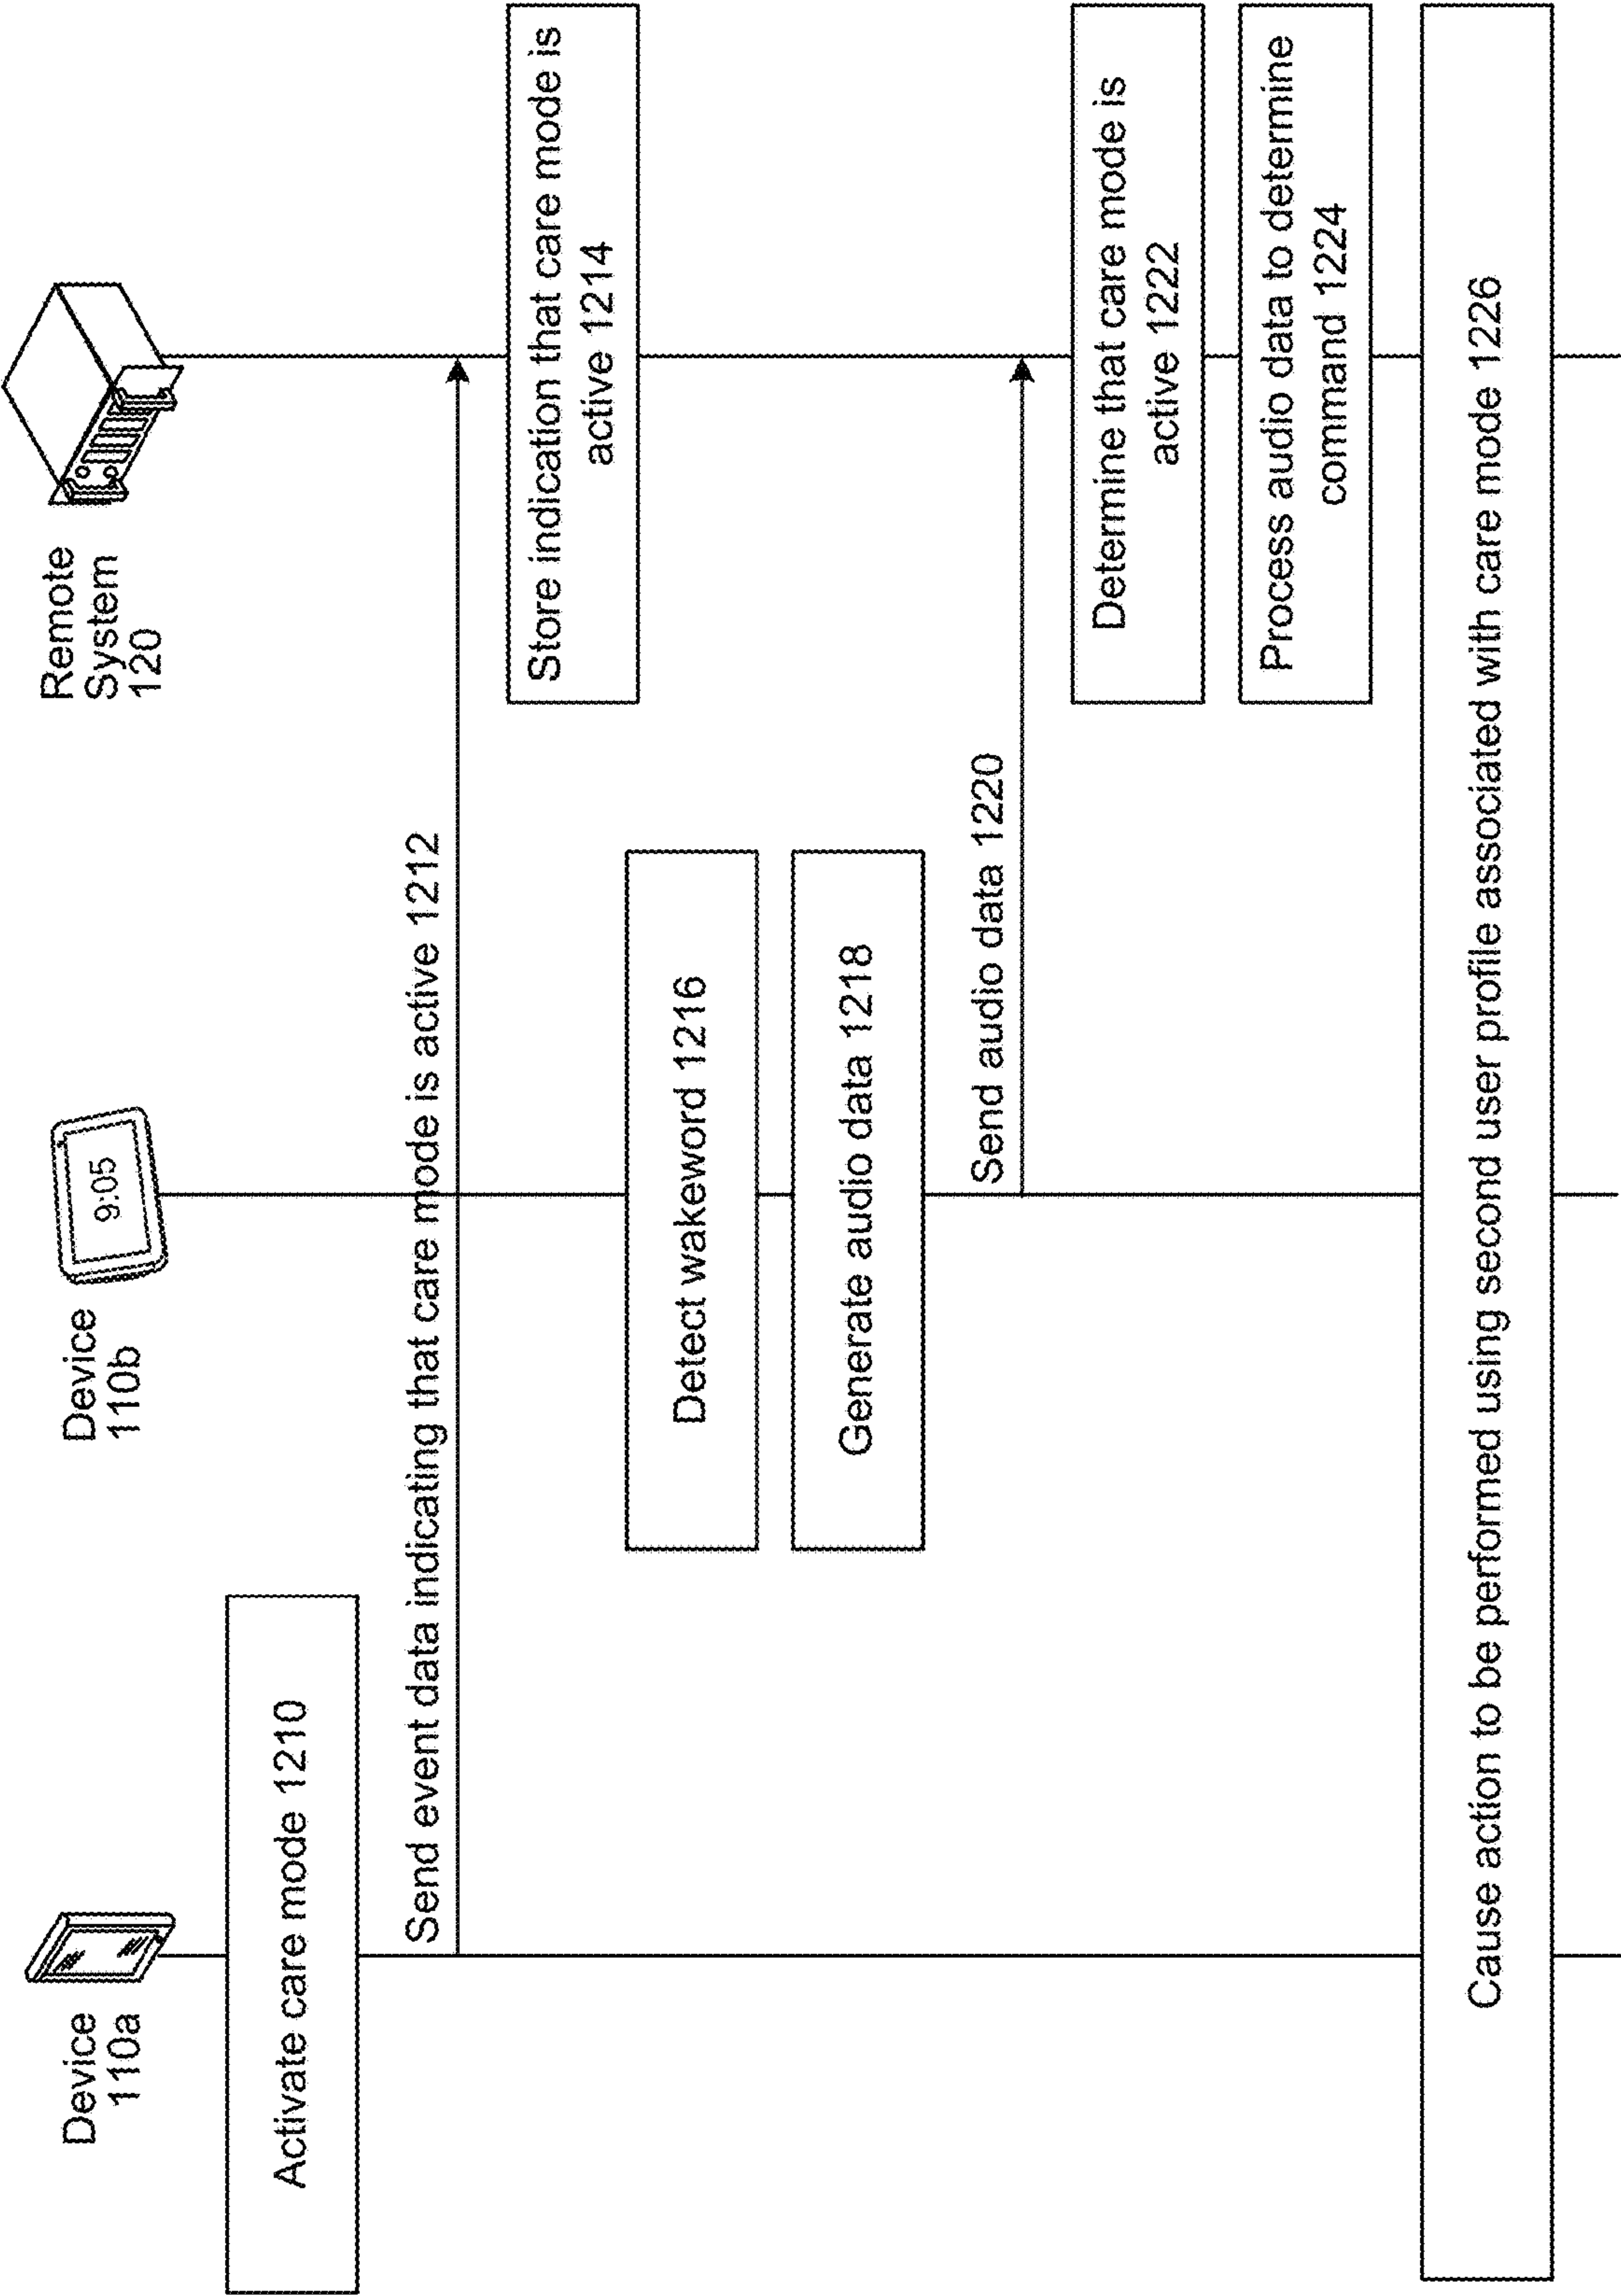 Device
110a
Device
110b
9:05
Remote
System
120
Activate care mode 1210
Send event data indicating that care mode is active 1212
Store indication that care mode is
active 1214
Detect wakeword 1216
Generate audio data 1218
Send audio data 1220
Determine that care mode is
active 1222
Process audio data to determine
command 1224
Cause action to be performed using second user profile associated with care mode 1226